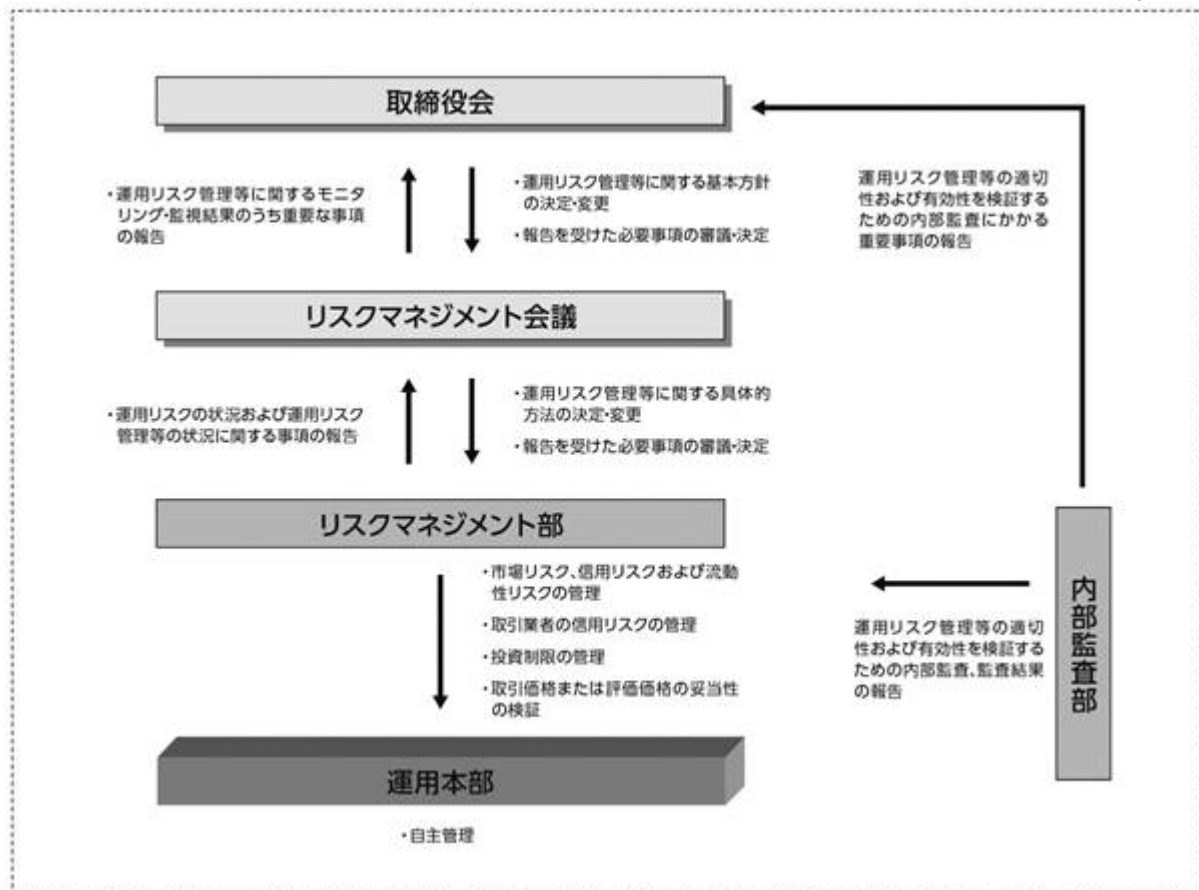 取締役会
・運用リスク管理等に関するモニタ
リング・監視結果のうち重要な事項
の報告
・運用リスク管理等に関する基本方針
の決定・変更
・報告を受けた必要事項の審議・決定
運用リスク管理等の適切
性および有効性を検証す
るための内部監査にかかる
重要事項の報告
リスクマネジメント会議
・運用リスクの状況および運用リスク
管理等の状況に関する事項の報告
・運用リスク管理等に関する具体的
方法の決定・変更
・報告を受けた必要事項の審議・決定
リスクマネジメント部
・市場リスク、信用リスクおよび流動
性リスクの管理
・取引業者の信用リスクの管理
・投資制限の管理
・取引価格または評価価格の妥当性
の検証
運用リスク管理等の適切
性および有効性を検証する
ための内部監査、監査結果
の報告
内部監査部
運用本部
・自主管理